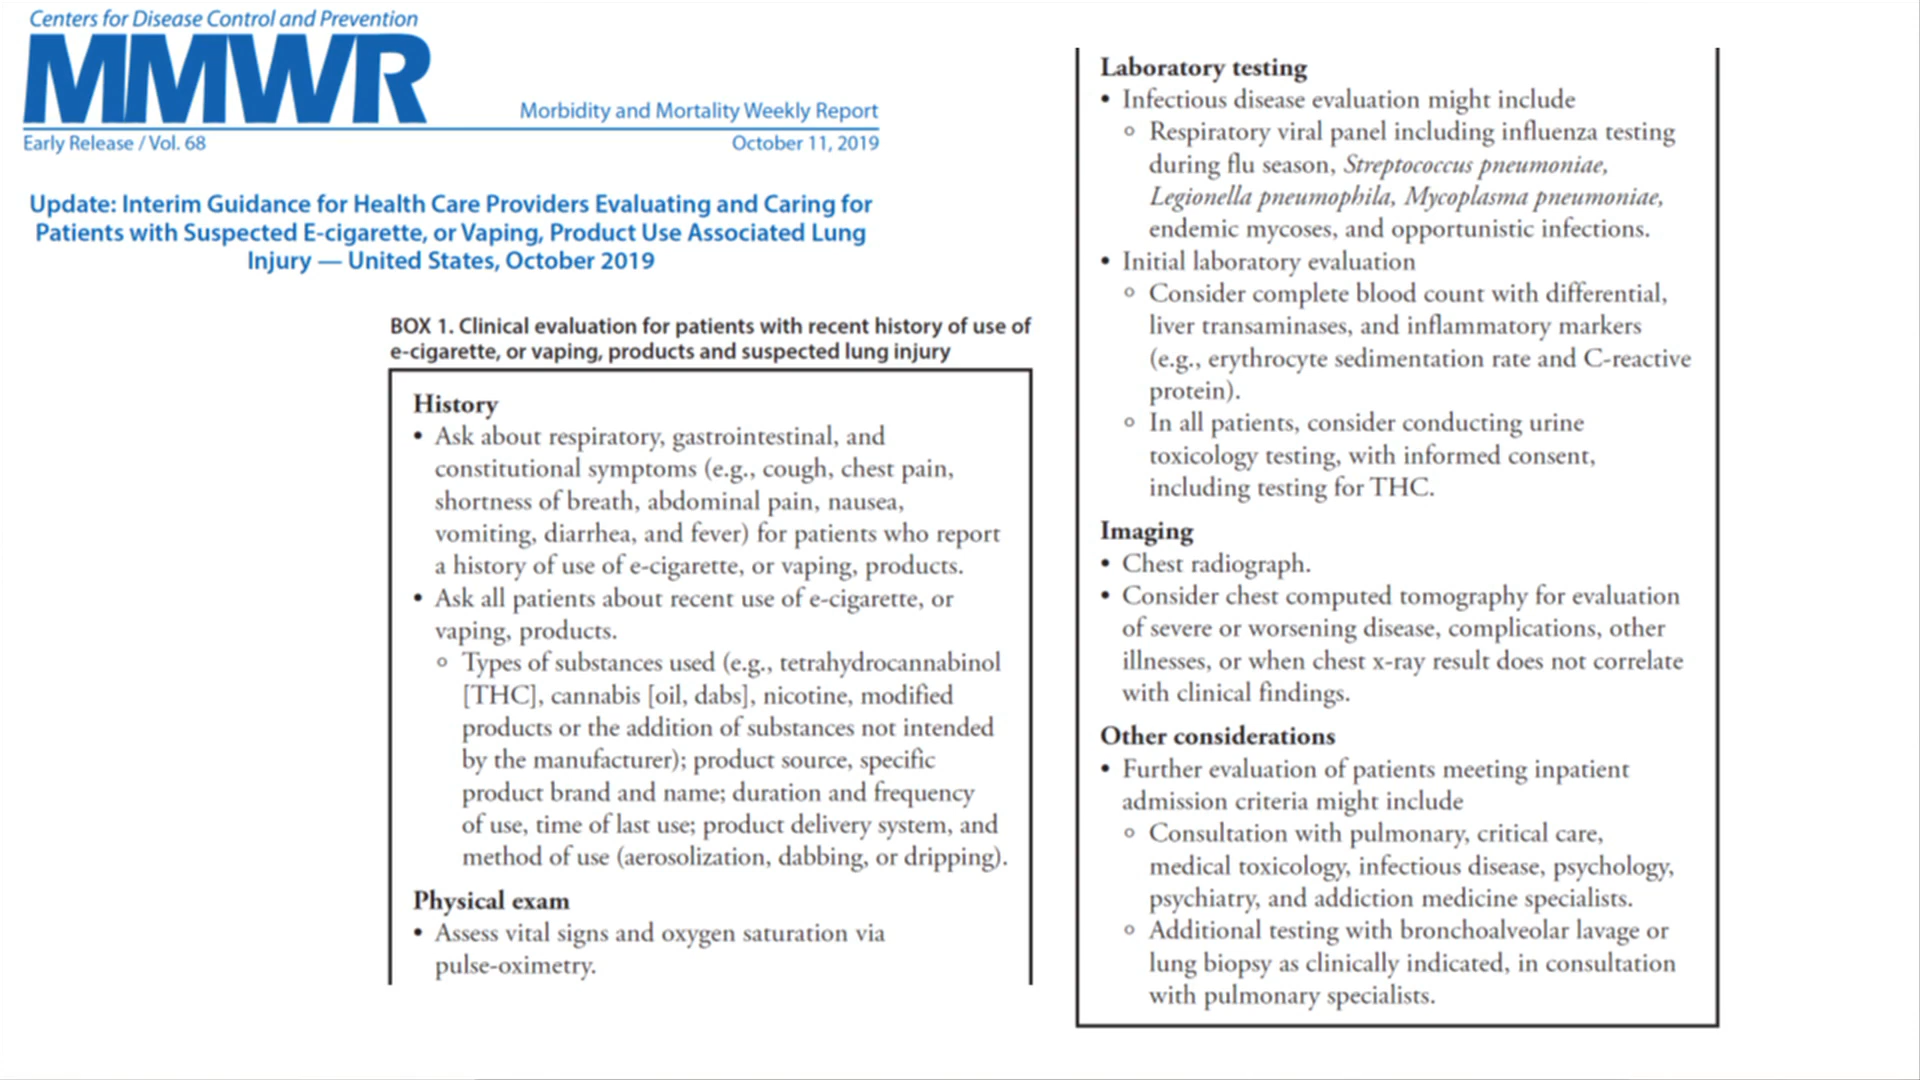 Centers for Disease Control and Prevention
MMWR
Morbidity and Mortality Weekly Report
Early Release / Vol. 68
October 11, 2019
Update: Interim Guidance for Health Care Providers Evaluating and Caring for
Patients with Suspected E-cigarette, or Vaping, Product Use Associated Lung
Injury — United States, October 2019
BOX 1. Clinical evaluation for patients with recent history of use of
e-cigarette, or vaping, products and suspected lung injury
History
• Ask about respiratory, gastrointestinal, and
constitutional symptoms (e.g., cough, chest pain,
shortness of breath, abdominal pain, nausea,
vomiting, diarrhea, and fever) for patients who report
a history of use of e-cigarette, or vaping, products.
• Ask all patients about recent use of e-cigarette, or
vaping, products.
○ Types of substances used (e.g., tetrahydrocannabinol
[THC], cannabis [oil, dabs], nicotine, modified
products or the addition of substances not intended
by the manufacturer); product source, specific
product brand and name; duration and frequency
of use, time of last use; product delivery system, and
method of use (aerosolization, dabbing, or dripping).
Physical exam
• Assess vital signs and oxygen saturation via
pulse-oximetry.
Laboratory testing
• Infectious disease evaluation might include
○ Respiratory viral panel including influenza testing
during flu season, Streptococcus pneumoniae,
Legionella pneumophila, Mycoplasma pneumoniae,
endemic mycoses, and opportunistic infections.
• Initial laboratory evaluation
○ Consider complete blood count with differential,
liver transaminases, and inflammatory markers
(e.g., erythrocyte sedimentation rate and C-reactive
protein).
○ In all patients, consider conducting urine
toxicology testing, with informed consent,
including testing for THC.
Imaging
• Chest radiograph.
• Consider chest computed tomography for evaluation
of severe or worsening disease, complications, other
illnesses, or when chest x-ray result does not correlate
with clinical findings.
Other considerations
• Further evaluation of patients meeting inpatient
admission criteria might include
○ Consultation with pulmonary, critical care,
medical toxicology, infectious disease, psychology,
psychiatry, and addiction medicine specialists.
○ Additional testing with bronchoalveolar lavage or
lung biopsy as clinically indicated, in consultation
with pulmonary specialists.